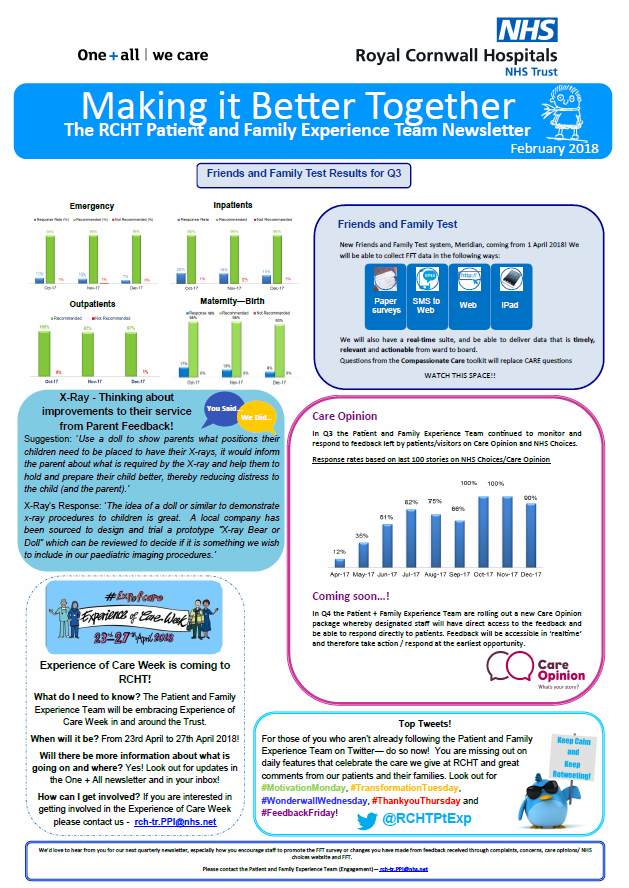 One + all | we care
NHS
Royal Cornwall Hospitals
NHS Trust
Making it Better Together
The RCHT Patient and Family Experience Team Newsletter
February 2018
Friends and Family Test Results for Q3
Emergency
Response Rate (%) Recommended (%) Not Recommended (%)
Oct-17 Nov-17 Dec-17
Inpatients
Response Rate Recommended Not Recommended
Oct-17 Nov-17 Dec-17
Outpatients
Recommended Not Recommended
100% 97% 97%
0% 1%
Oct-17 Nov-17 Dec-17
Maternity—Birth
Response rate Recommended Not Recommended
Oct-17 Nov-17 Dec-17
Friends and Family Test
New Friends and Family Test system, Meridian, coming from 1 April 2018! We
will be able to collect FFT data in the following ways:
Paper
surveys
sms
SMS to
Web
http://
Web
IPad
We will also have a real-time suite, and be able to deliver data that is timely,
relevant and actionable from ward to board.
Questions from the Compassionate Care toolkit will replace CARE questions
WATCH THIS SPACE!!
X-Ray - Thinking about
improvements to their service
from Parent Feedback!
You Said...
We Did...
Suggestion: 'Use a doll to show parents what positions their
children need to be placed to have their X-rays, it would inform
the parent about what is required by the X-ray and help them to
hold and prepare their child better, thereby reducing distress to
the child (and the parent).'
X-Ray's Response: 'The idea of a doll or similar to demonstrate
x-ray procedures to children is great. A local company has
been sourced to design and trial a prototype "X-ray Bear or
Doll" which can be reviewed to decide if it is something we wish
to include in our paediatric imaging procedures.'
Care Opinion
In Q3 the Patient and Family Experience Team continued to monitor and
respond to feedback left by patients/visitors on Care Opinion and NHS Choices.
Response rates based on last 100 stories on NHS Choices/Care Opinion
12% 35% 61% 82% 75% 66% 100% 100% 90%
Apr-17 May-17 Jun-17 Jul-17 Aug-17 Sep-17 Oct-17 Nov-17 Dec-17
Coming soon...!
In Q4 the Patient + Family Experience Team are rolling out a new Care Opinion
package whereby designated staff will have direct access to the feedback and
be able to respond directly to patients. Feedback will be accessible in 'realtime'
and therefore take action / respond at the earliest opportunity.
Care
Opinion
What's your story?
#ExpOfCare
Experience of Care Week
23rd-27th April 2018
Experience of Care Week is coming to
RCHT!
What do I need to know? The Patient and Family
Experience Team will be embracing Experience of
Care Week in and around the Trust.
When will it be? From 23rd April to 27th April 2018!
Will there be more information about what is
going on and where? Yes! Look out for updates in
the One + All newsletter and in your inbox!
How can I get involved? If you are interested in
getting involved in the Experience of Care Week
please contact us - rch-tr.PPI@nhs.net
Top Tweets!
For those of you who aren't already following the Patient and Family
Experience Team on Twitter— do so now! You are missing out on
daily features that celebrate the care we give at RCHT and great
comments from our patients and their families. Look out for
#MotivationMonday, #TransformationTuesday,
#WonderwallWednesday, #ThankyouThursday and
#FeedbackFriday!
@RCHTPtExp
Keep Calm
and
Keep
Retweeting!
We'd love to hear from you for our next quarterly newsletter, especially how you encourage staff to promote the FFT survey or changes you have made from feedback received through complaints, concerns, care opinions/ NHS
choices website and FFT.
Please contact the Patient and Family Experience Team (Engagement)— rch-tr.PPI@nhs.net